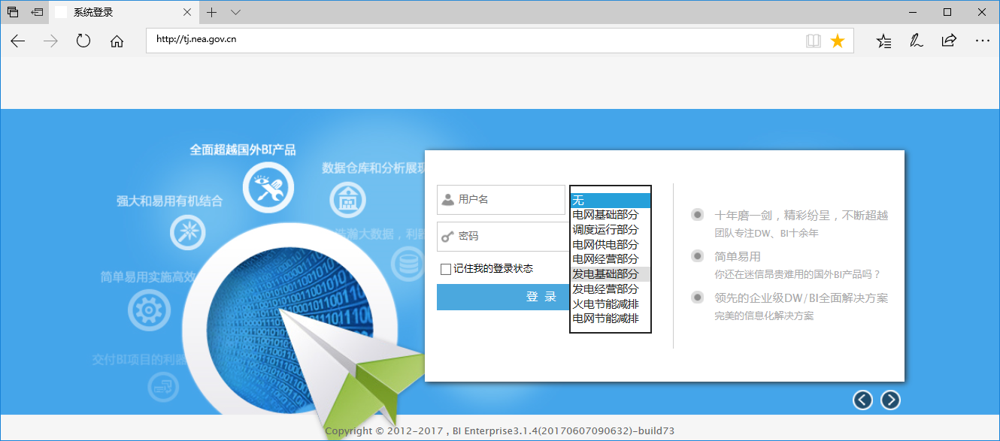 系统登录
http://tj.nea.gov.cn
全面超越国外BI产品
数据仓库和分析展现
强大和易用有机结合
浩瀚大数据，利器
简单易用实施高效
交付BI项目的利器
用户名
密码
记住我的登录状态
登 录
无
电网基础部分
调度运行部分
电网供电部分
电网经营部分
发电基础部分
发电经营部分
火电节能减排
电网节能减排
十年磨一剑，精彩纷呈，不断超越
团队专注DW、BI十余年
简单易用
你还在迷信昂贵难用的国外BI产品吗？
领先的企业级DW/BI全面解决方案
完美的信息化解决方案
Copyright © 2012-2017 , BI Enterprise3.1.4(20170607090632)-build73